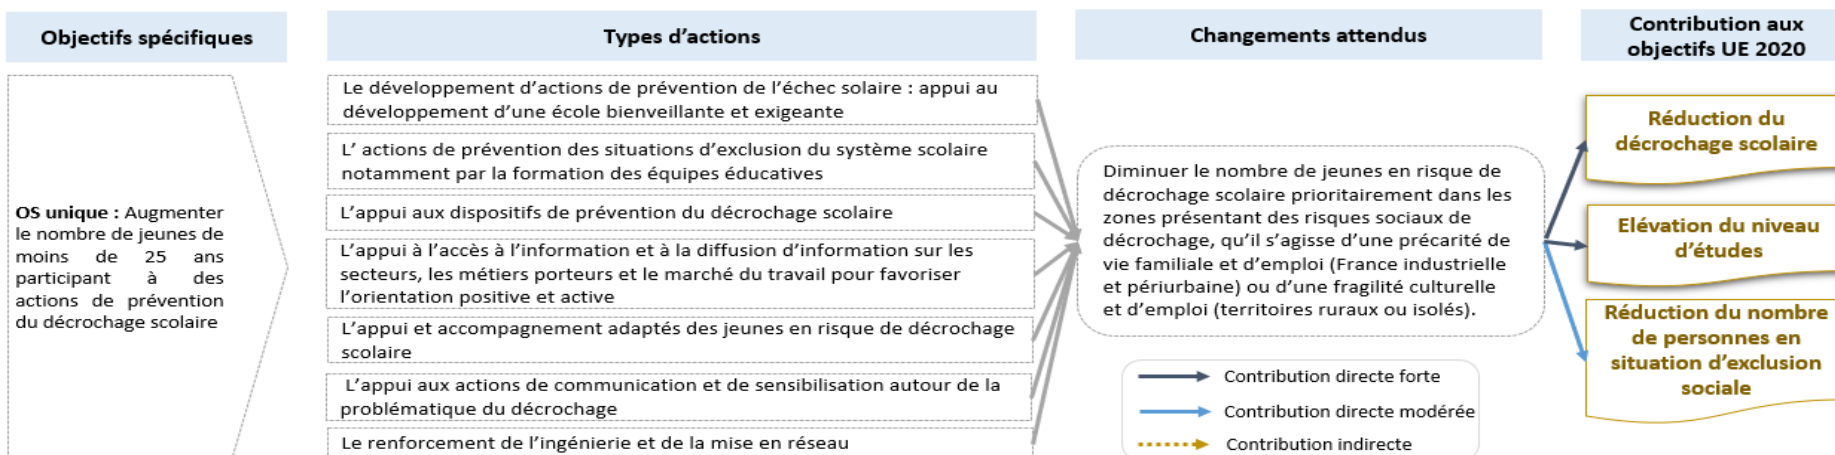 Objectifs spécifiques
Types d'actions
Changements attendus
Contribution aux
objectifs UE 2020
OS unique : Augmenter
le nombre de jeunes de
moins de 25 ans
participant à des
actions de prévention
du décrochage scolaire
Le développement d'actions de prévention de l'échec solaire : appui au
développement d'une école bienveillante et exigeante
L' actions de prévention des situations d'exclusion du système scolaire
notamment par la formation des équipes éducatives
L'appui aux dispositifs de prévention du décrochage scolaire
L'appui à l'accès à l'information et à la diffusion d'information sur les
secteurs, les métiers porteurs et le marché du travail pour favoriser
l'orientation positive et active
L'appui et accompagnement adaptés des jeunes en risque de décrochage
scolaire
L'appui aux actions de communication et de sensibilisation autour de la
problématique du décrochage
Le renforcement de l'ingénierie et de la mise en réseau
Diminuer le nombre de jeunes en risque de
décrochage scolaire prioritairement dans les
zones présentant des risques sociaux de
décrochage, qu'il s'agisse d'une précarité de
vie familiale et d'emploi (France industrielle
et périurbaine) ou d'une fragilité culturelle
et d'emploi (territoires ruraux ou isolés).
Contribution directe forte
Contribution directe modérée
Contribution indirecte
Réduction du
décrochage scolaire
Elévation du niveau
d'études
Réduction du nombre
de personnes en
situation d'exclusion
sociale